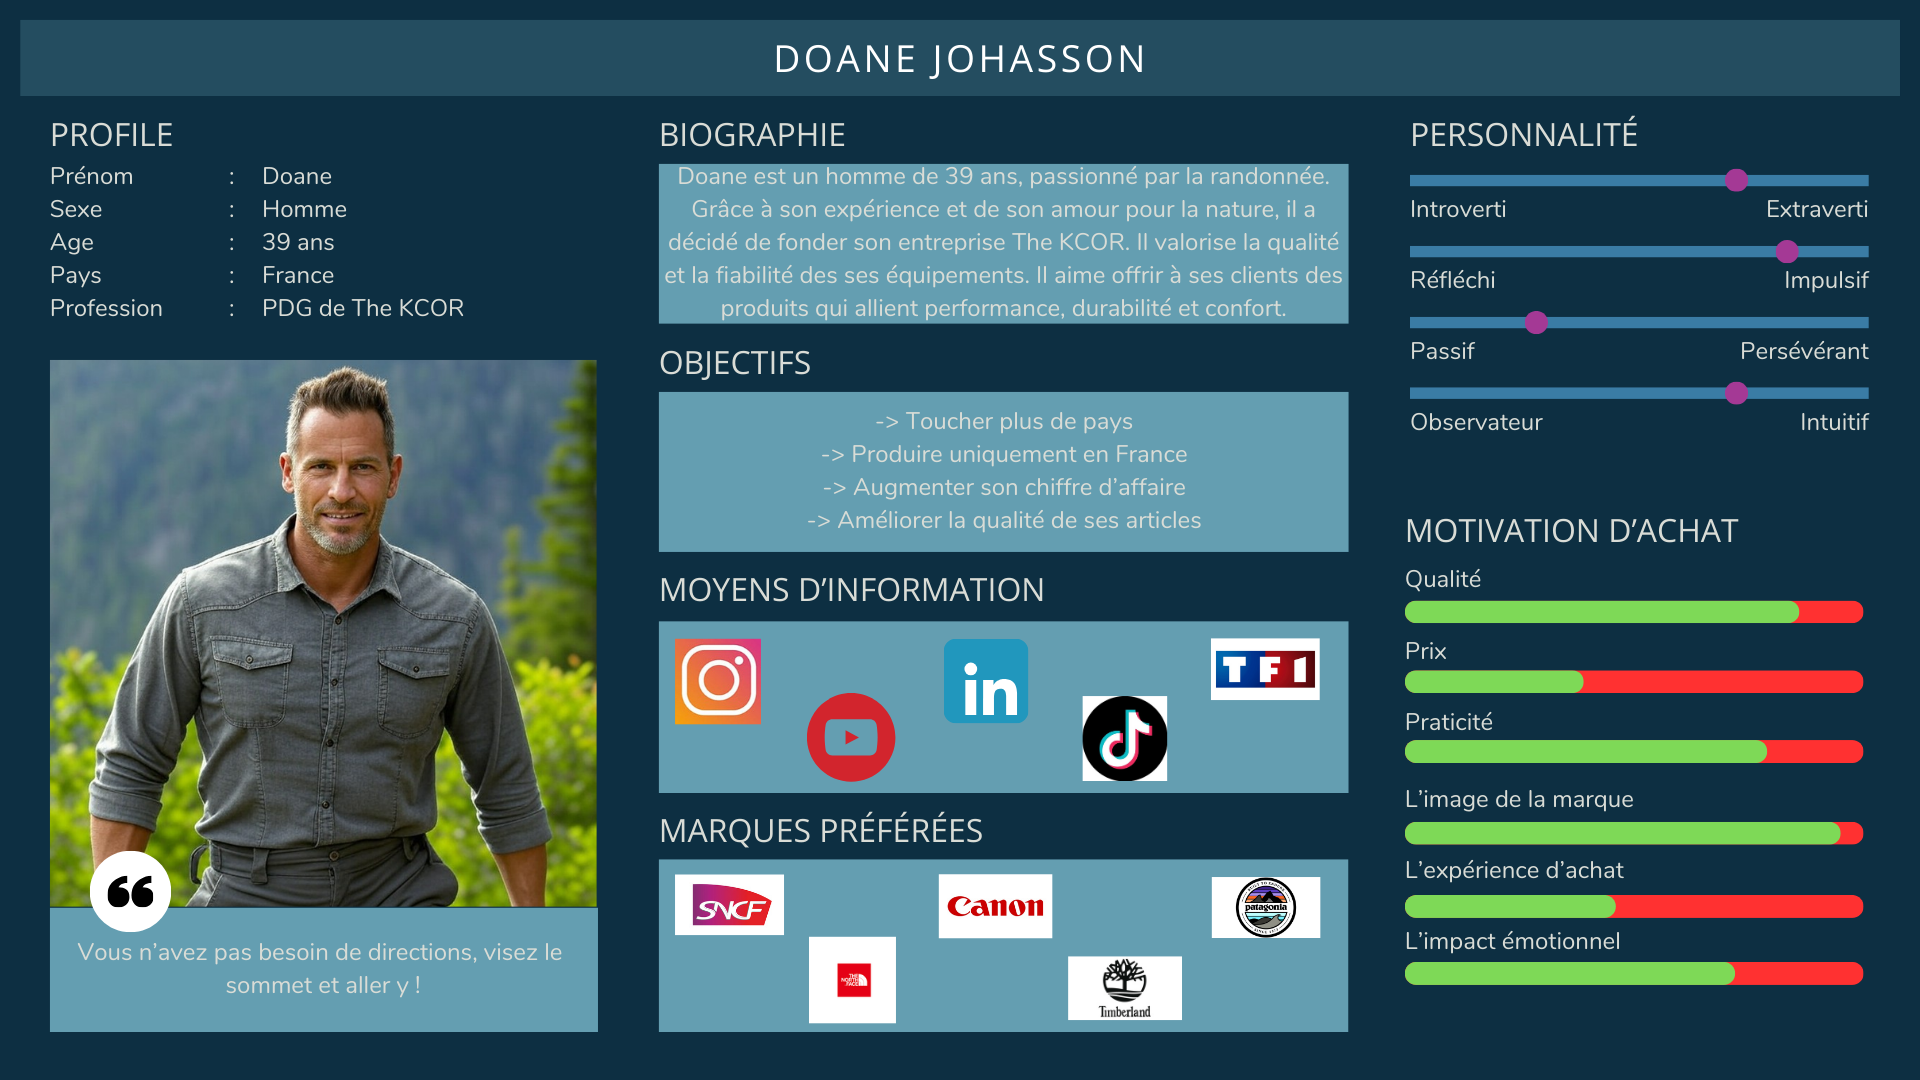 DOANE JOHASSON
PROFILE
Prénom : Doane
Sexe : Homme
Age : 39 ans
Pays : France
Profession : PDG de The KCOR
Vous n’avez pas besoin de directions, visez le
sommet et aller y !
BIOGRAPHIE
Doane est un homme de 39 ans, passionné par la randonnée.
Grâce à son expérience et de son amour pour la nature, il a
décidé de fonder son entreprise The KCOR. Il valorise la qualité
et la fiabilité des ses équipements. Il aime offrir à ses clients des
produits qui allient performance, durabilité et confort.
OBJECTIFS
-> Toucher plus de pays
-> Produire uniquement en France
-> Augmenter son chiffre d’affaire
-> Améliorer la qualité de ses articles
MOYENS D’INFORMATION
in
TF1
MARQUES PRÉFÉRÉES
SNCF
THE
NORTH
FACE
Canon
Timberland
patagonia
PERSONNALITÉ
Introverti Extraverti
Réfléchi Impulsif
Passif Persévérant
Observateur Intuitif
MOTIVATION D’ACHAT
Qualité
Prix
Praticité
L’image de la marque
L’expérience d’achat
L’impact émotionnel